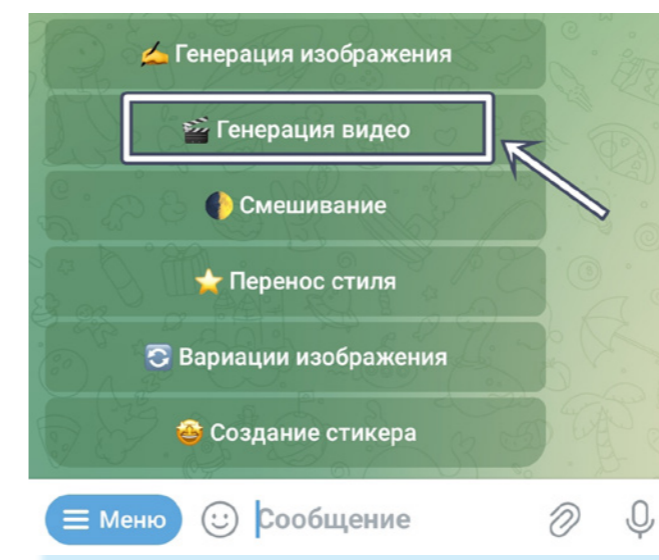 ✍️ Генерация изображения
🎬 Генерация видео
🌓 Смешивание
⭐ Перенос стиля
🔄 Вариации изображения
🤩 Создание стикера
Меню Сообщение